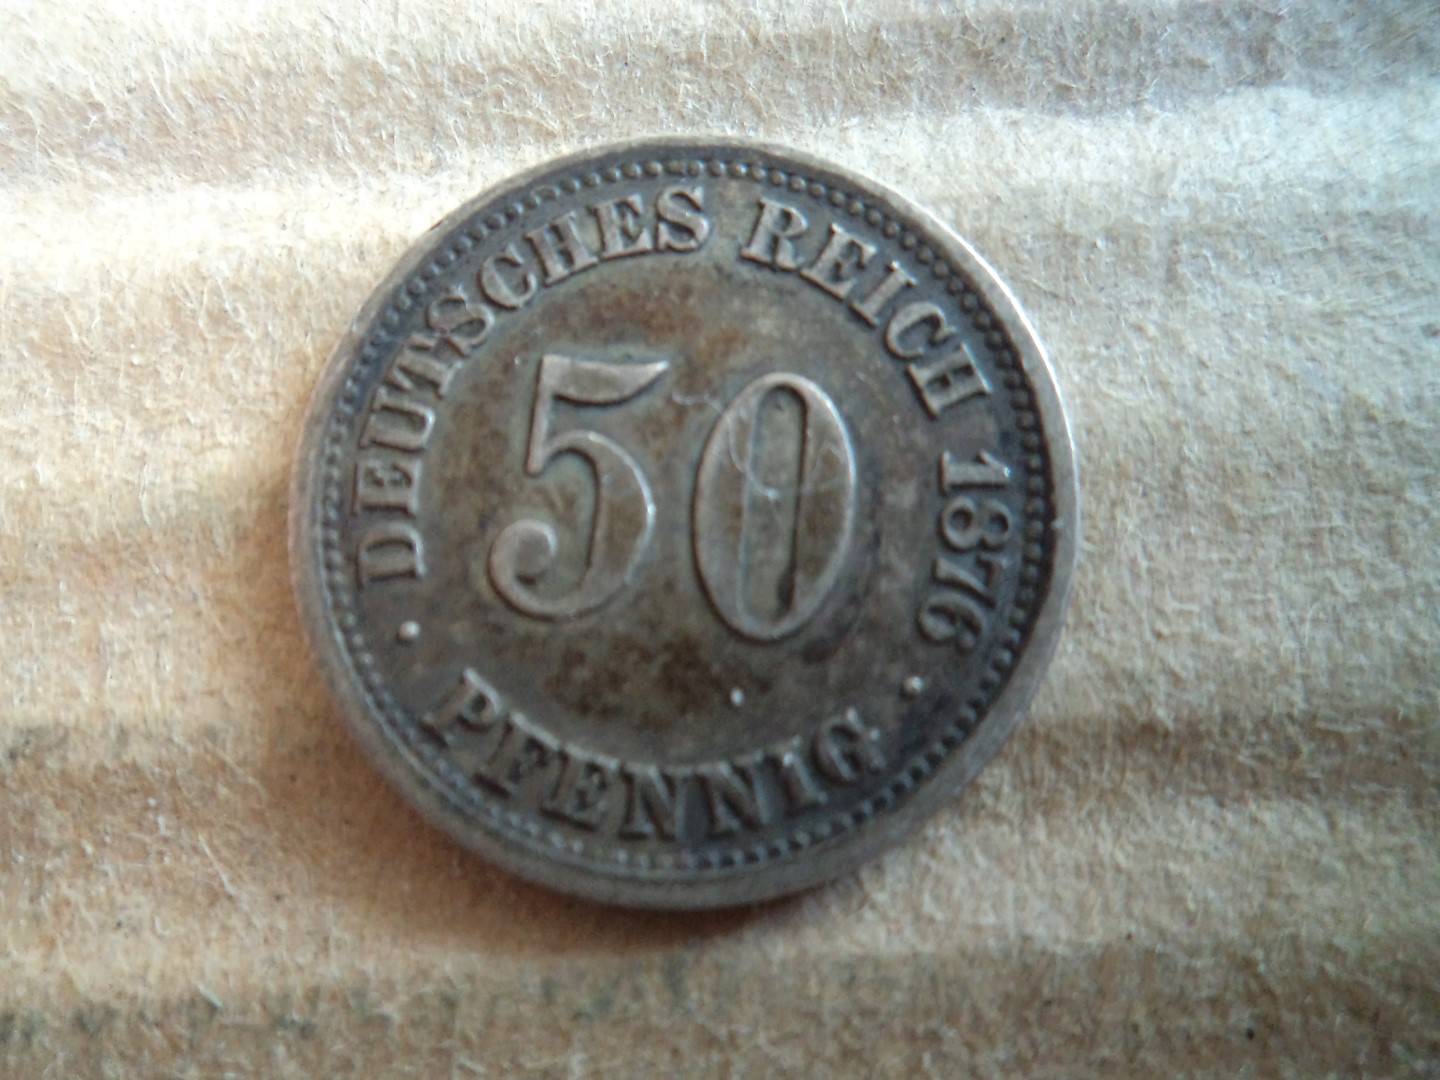 DEUTSCHES REICH 1876
50
PFENNIG